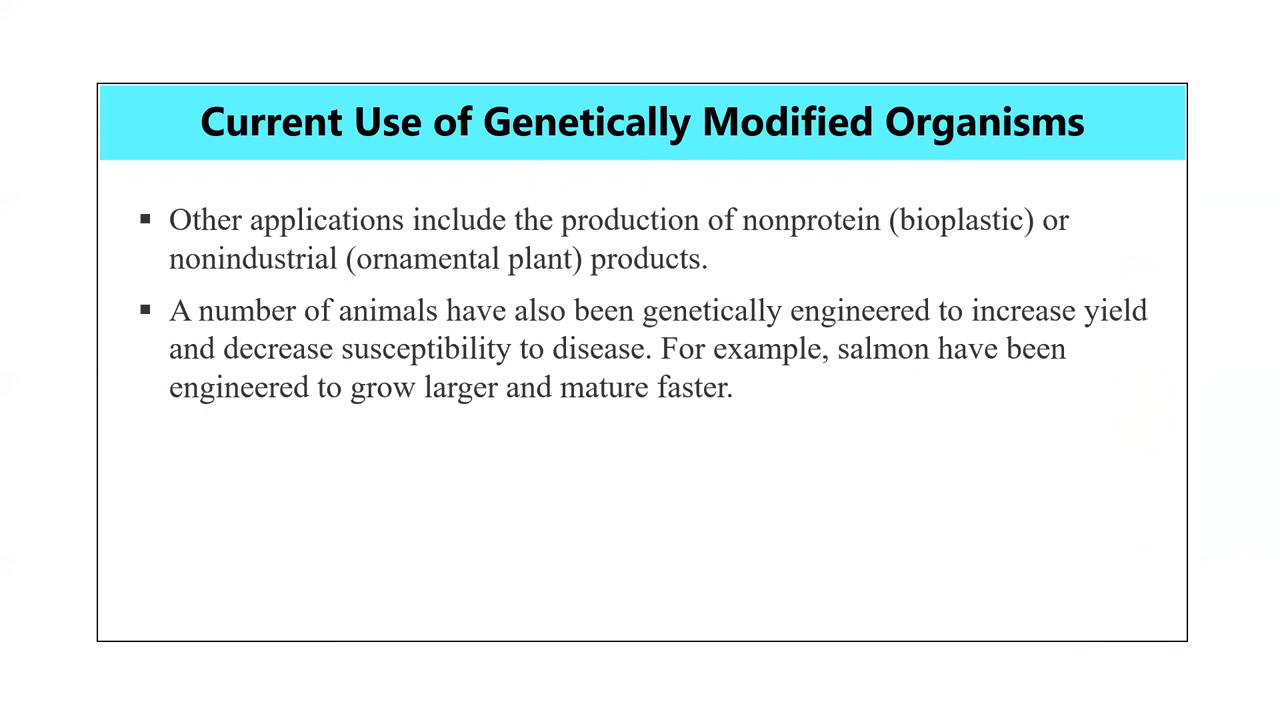 Current Use of Genetically Modified Organisms
▪ Other applications include the production of nonprotein (bioplastic) or
nonindustrial (ornamental plant) products.
▪ A number of animals have also been genetically engineered to increase yield
and decrease susceptibility to disease. For example, salmon have been
engineered to grow larger and mature faster.